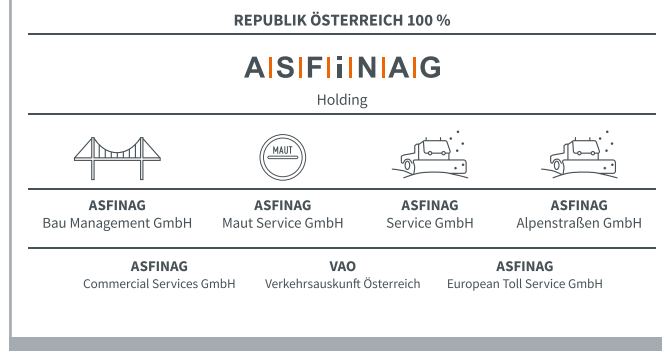 REPUBLIK ÖSTERREICH 100 %
A|S|F|i|N|A|G
Holding
MAUT
ASFINAG
Bau Management GmbH
ASFINAG
Maut Service GmbH
ASFINAG
Service GmbH
ASFINAG
Alpenstraßen GmbH
ASFINAG
Commercial Services GmbH
VAO
Verkehrsauskunft Österreich
ASFINAG
European Toll Service GmbH